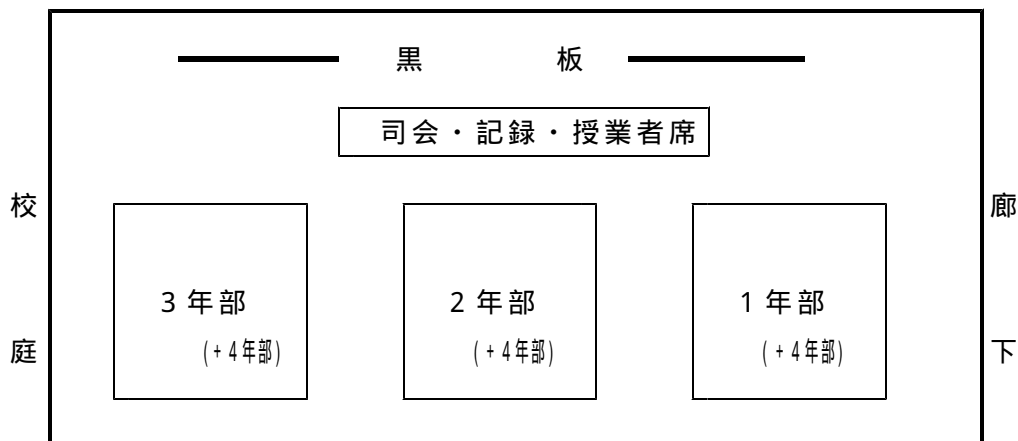 黒 板
司会・記録・授業者席
校庭
廊下
3年部
(+4年部)
2年部
(+4年部)
1年部
(+4年部)